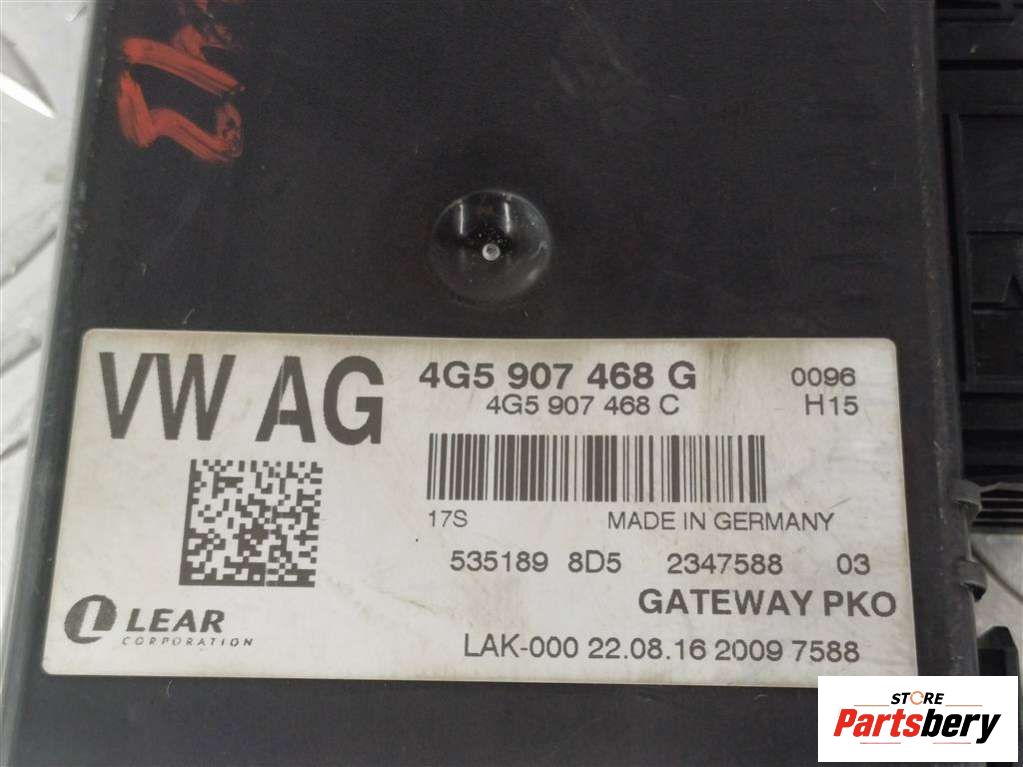 VW AG
4G5 907 468 G 0096
4G5 907 468 C H15
17S MADE IN GERMANY
535189 8D5 2347588 03
GATEWAY PKO
LEAR
CORPORATION
LAK-000 22.08.16 2009 7588
STORE
Partsbery